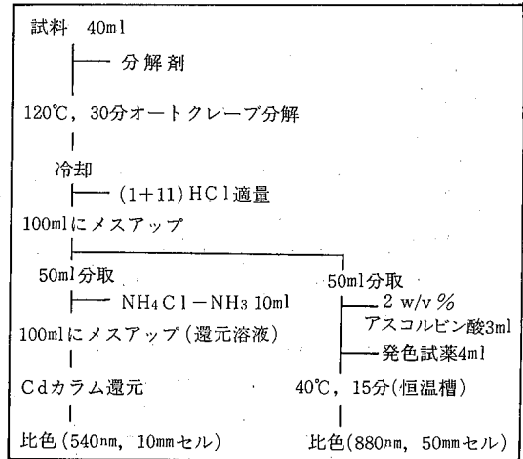 試料 40ml
分解剤
120℃, 30分オートクレーブ分解
冷却
(1+11) HCl適量
100mlにメスアップ
50ml分取
NH4Cl-NH3 10ml
100mlにメスアップ(還元溶液)
Cdカラム還元
比色(540nm, 10mmセル)
50ml分取
2 w/v%
アスコルビン酸3ml
発色試薬4ml
40℃, 15分(恒温槽)
比色(880nm, 50mmセル)